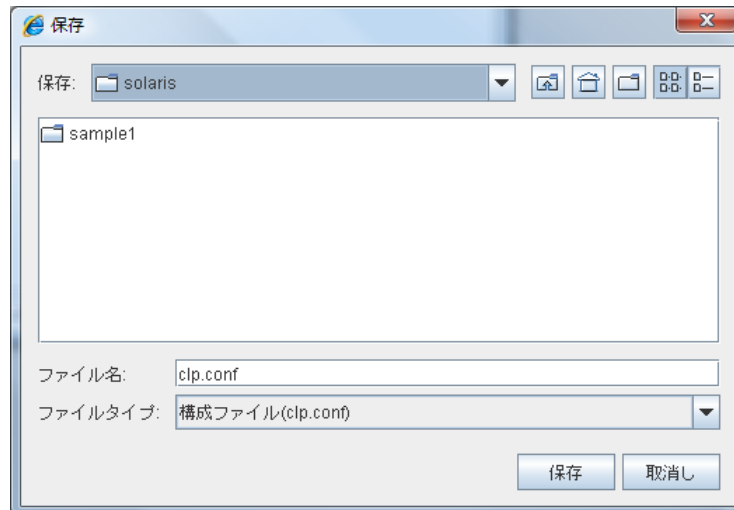 保存
保存: solaris
sample1
ファイル名: clp.conf
ファイルタイプ: 構成ファイル(clp.conf)
保存 取消し